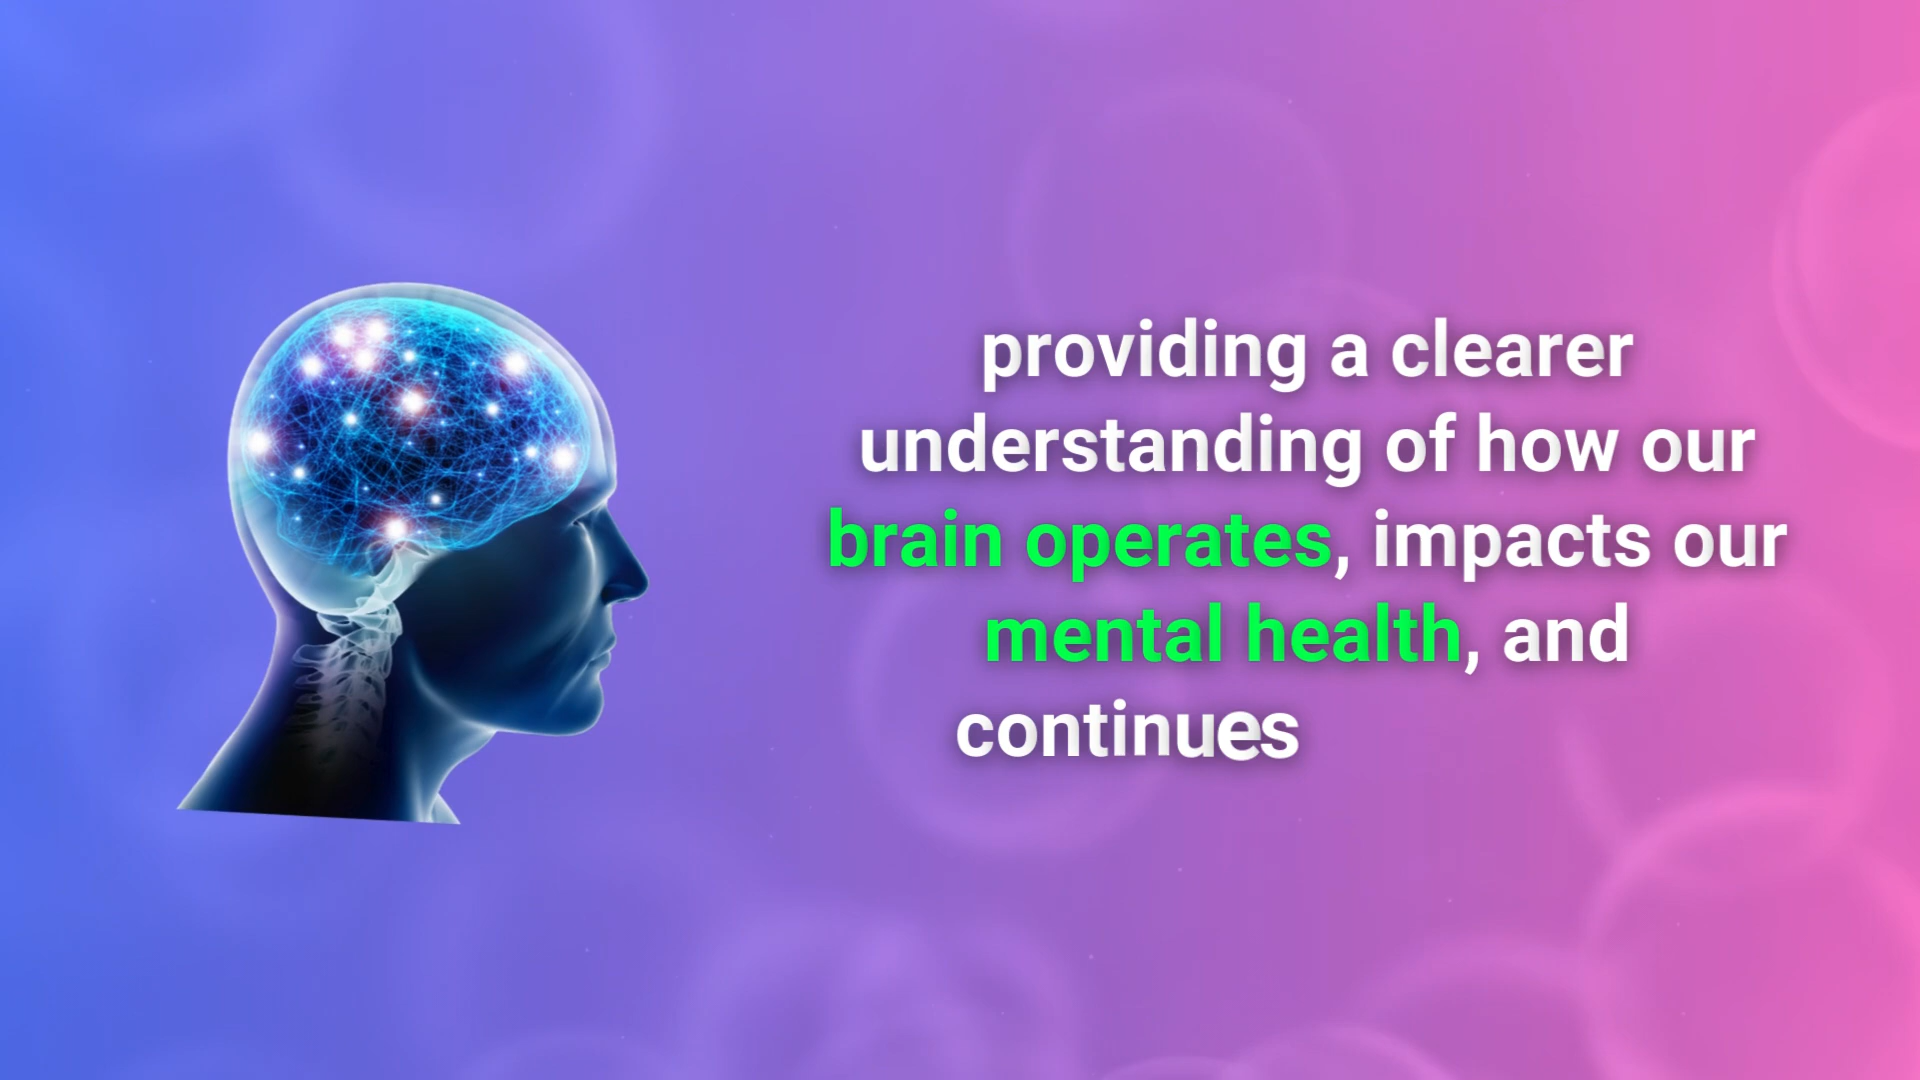 providing a clearer
understanding of how our
brain operates, impacts our
mental health, and
continues